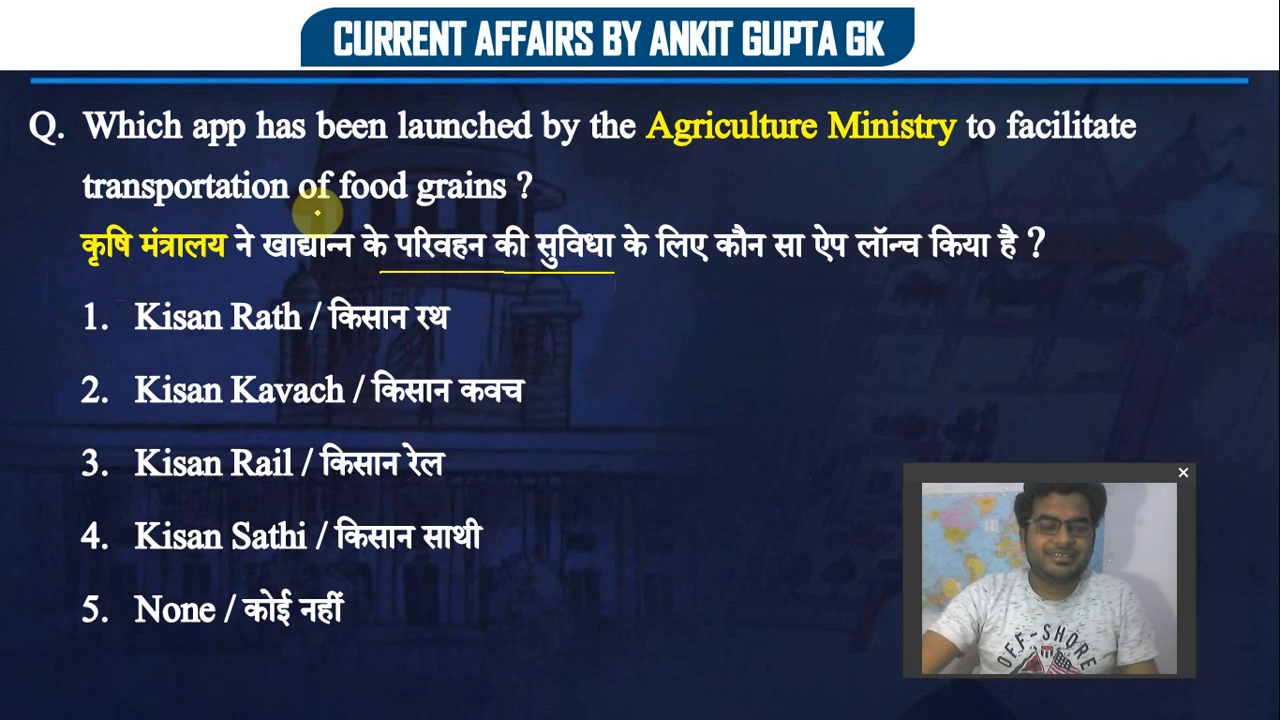 CURRENT AFFAIRS BY ANKIT GUPTA GK
Q. Which app has been launched by the Agriculture Ministry to facilitate
transportation of food grains ?
कृषि मंत्रालय ने खाद्यान्न के परिवहन की सुविधा के लिए कौन सा ऐप लॉन्च किया है ?
1. Kisan Rath / किसान रथ
2. Kisan Kavach / किसान कवच
3. Kisan Rail / किसान रेल
4. Kisan Sathi / किसान साथी
5. None / कोई नहीं
OFF-SHORE